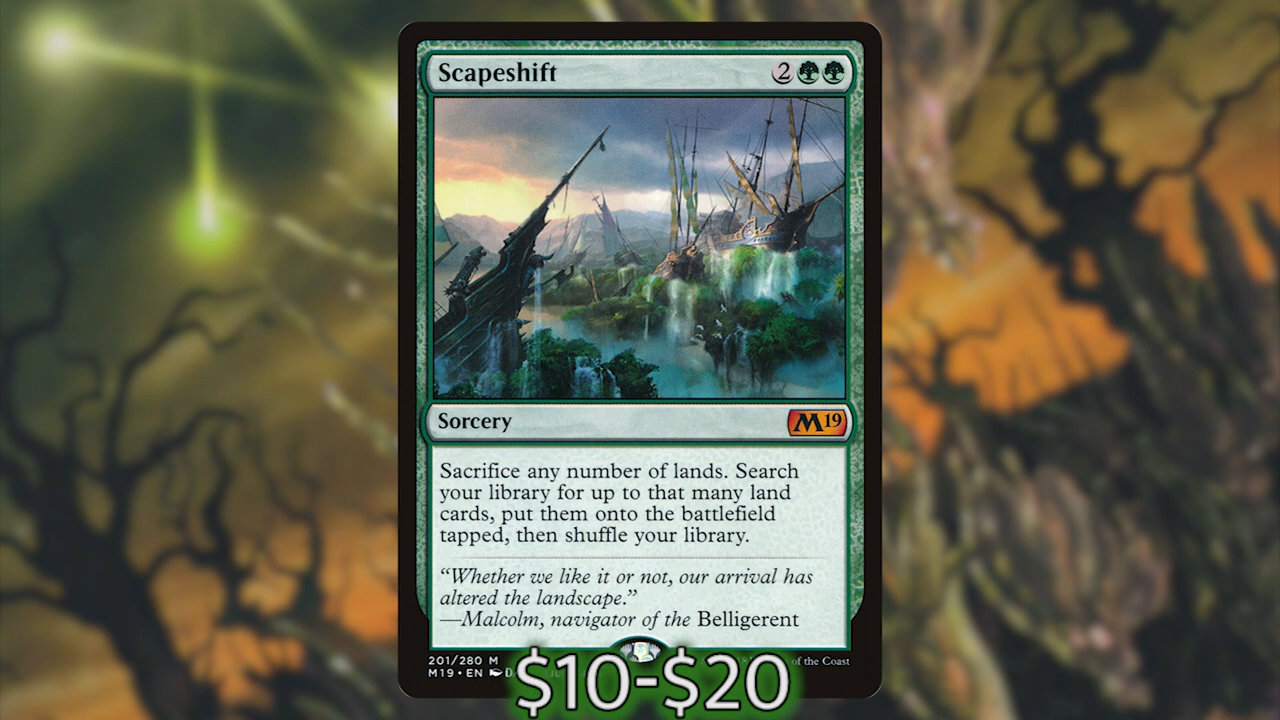 Scapeshift 2
Sorcery M19
Sacrifice any number of lands. Search
your library for up to that many land
cards, put them onto the battlefield
tapped, then shuffle your library.
“Whether we like it or not, our arrival has
altered the landscape.”
—Malcolm, navigator of the Belligerent
201/280 M
M19 • EN D of the Coast
$10-$20